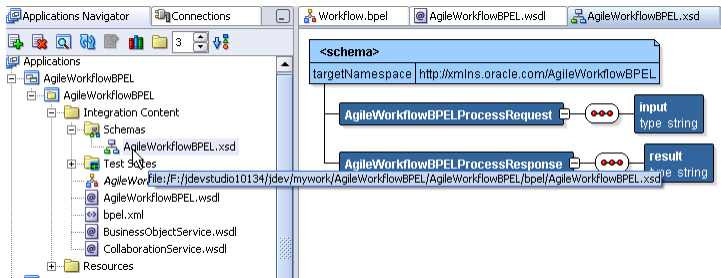 Applications Navigator
Connections
3
Applications
AgileWorkflowBPEL
AgileWorkflowBPEL
Integration Content
Schemas
AgileWorkflowBPEL.xsd
Test Suites
AgileWor
file:/F:/jdevstudio10134/jdev/mywork/AgileWorkflowBPEL/AgileWorkflowBPEL/bpel/AgileWorkflowBPEL.xsd
AgileWorkflowBPEL.wsdl
bpel.xml
BusinessObjectService.wsdl
CollaborationService.wsdl
Resources
Workflow.bpel
AgileWorkflowBPEL.wsdl
AgileWorkflowBPEL.xsd
<schema>
targetNamespace http://xmlns.oracle.com/AgileWorkflowBPEL
AgileWorkflowBPELProcessRequest
input
type string
AgileWorkflowBPELProcessResponse
result
type string